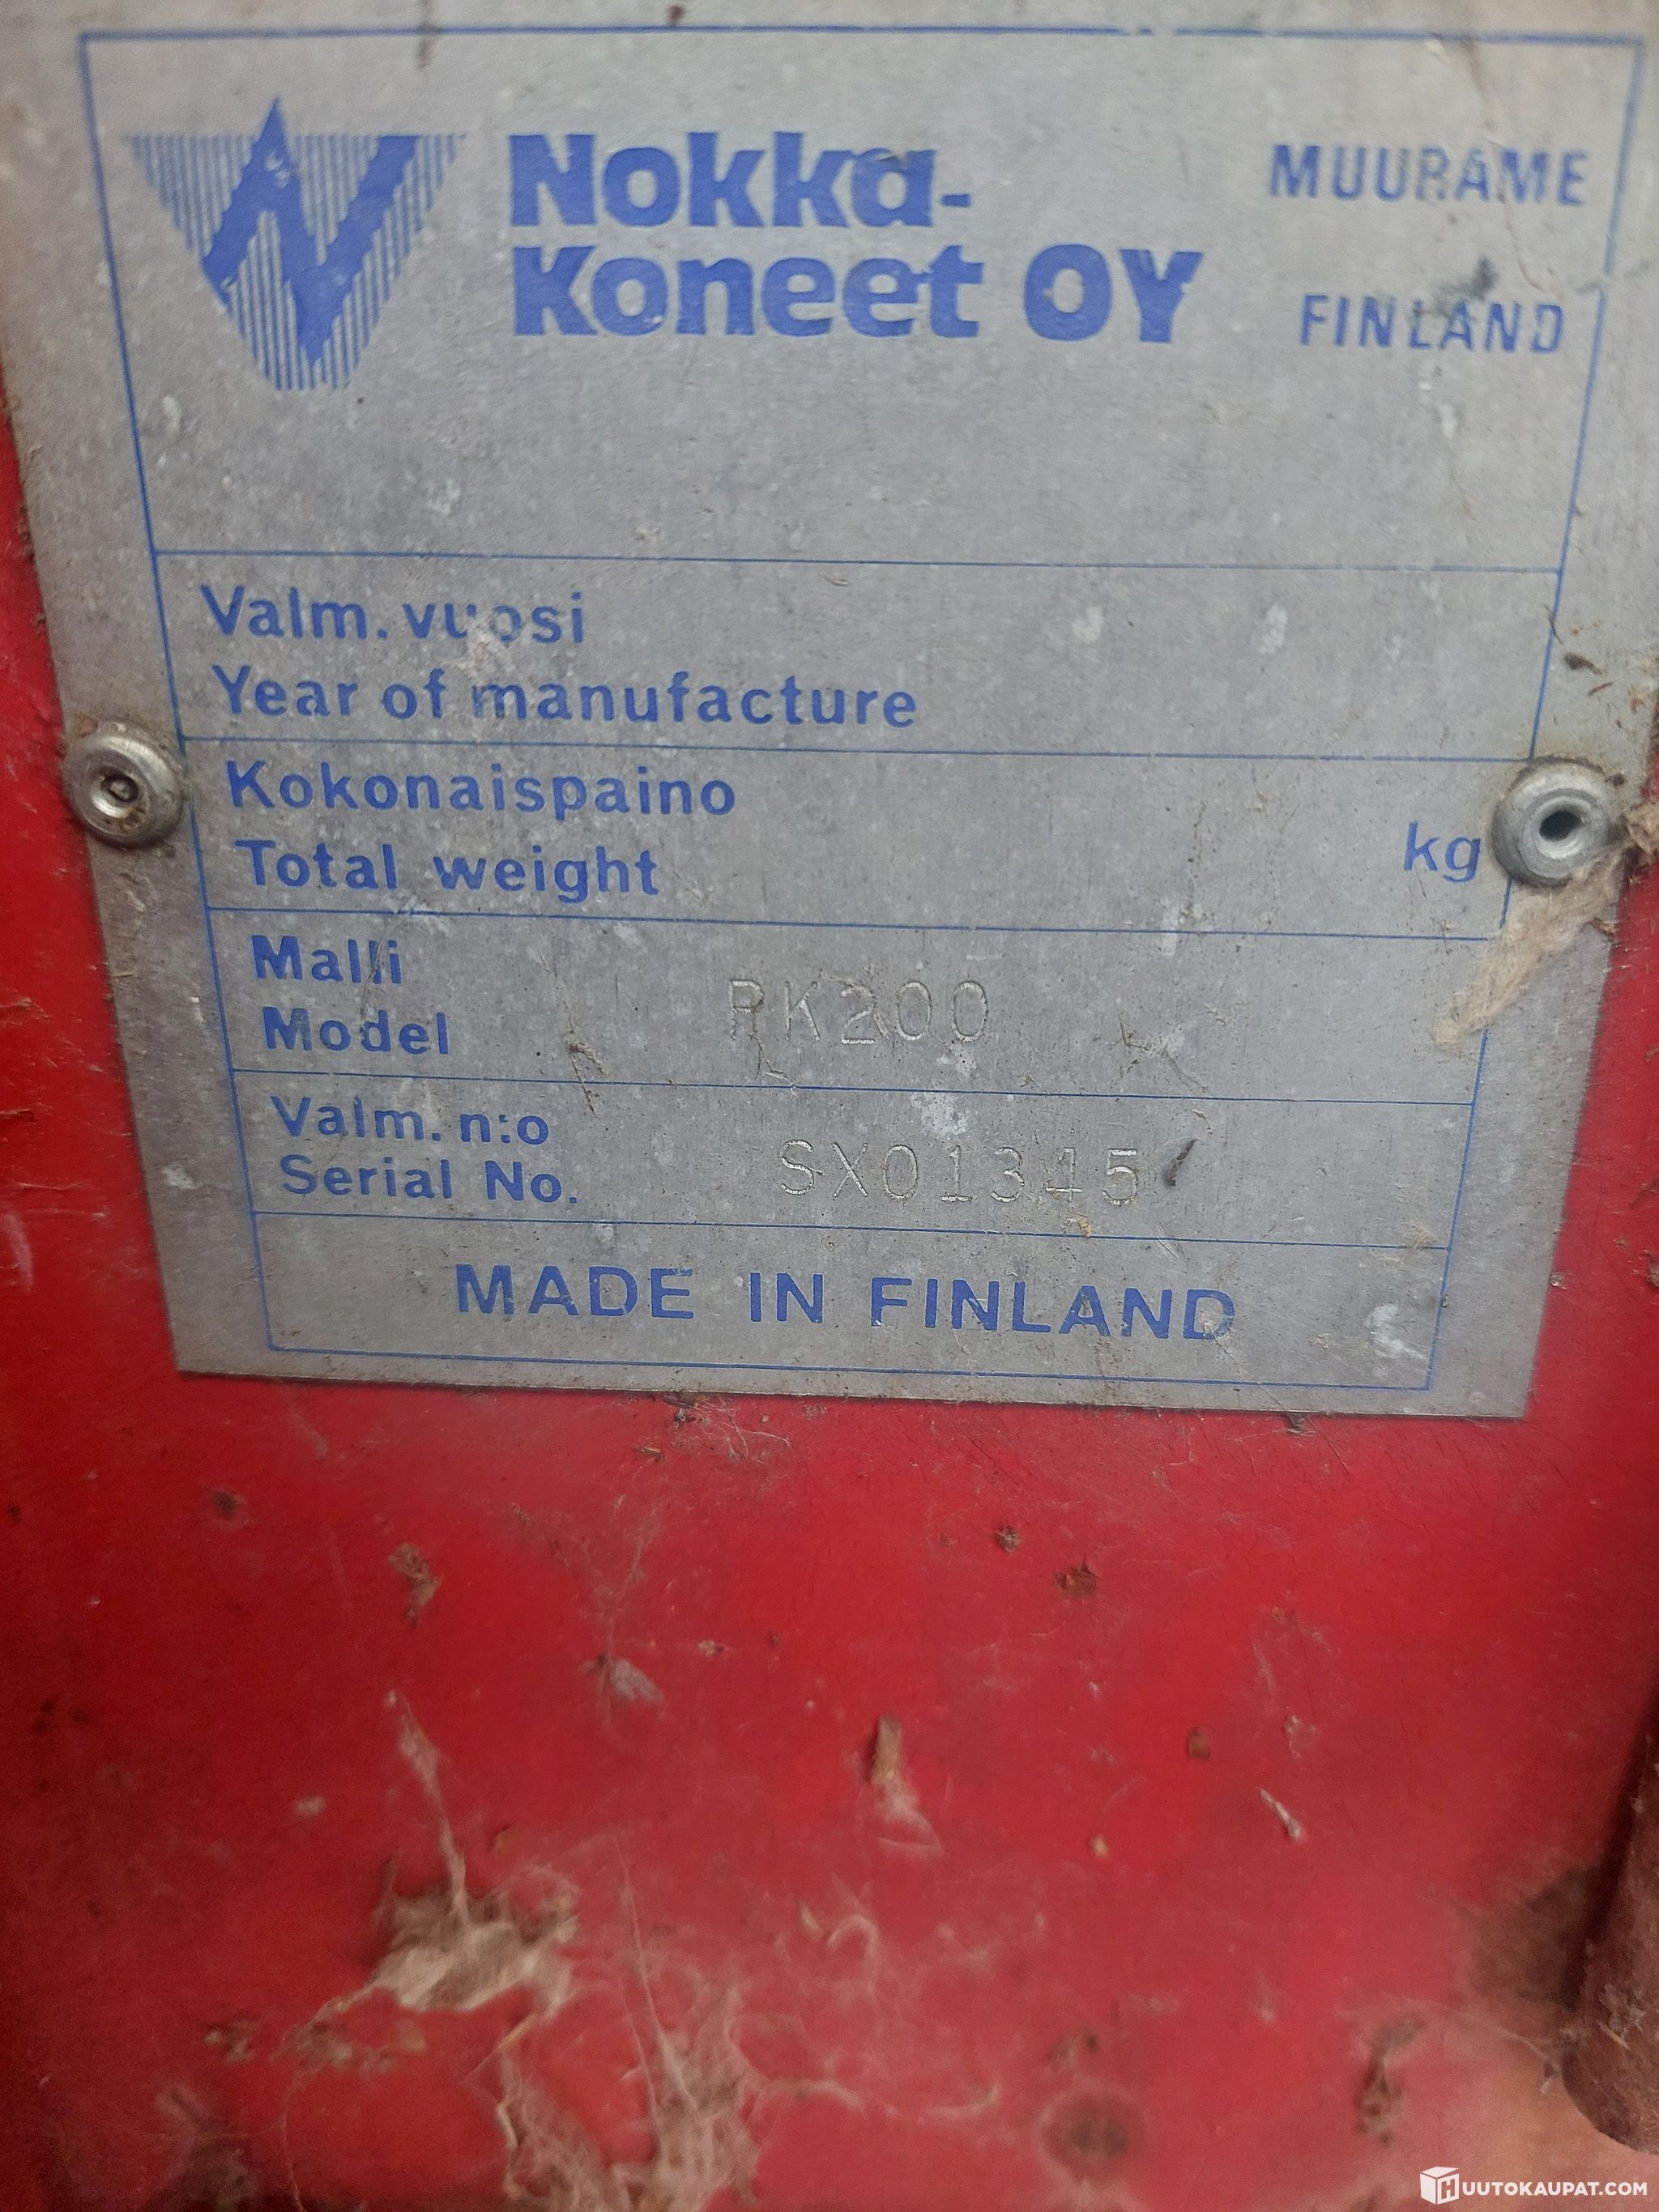 Nokka-
Koneet OY
MUURAME
FINLAND
Valm. vuosi
Year of manufacture
Kokonaispaino
Total weight
kg
Malli
Model
RK200
Valm. n:o
Serial No.
SX01345
MADE IN FINLAND
HUUTOKAUPAT.COM